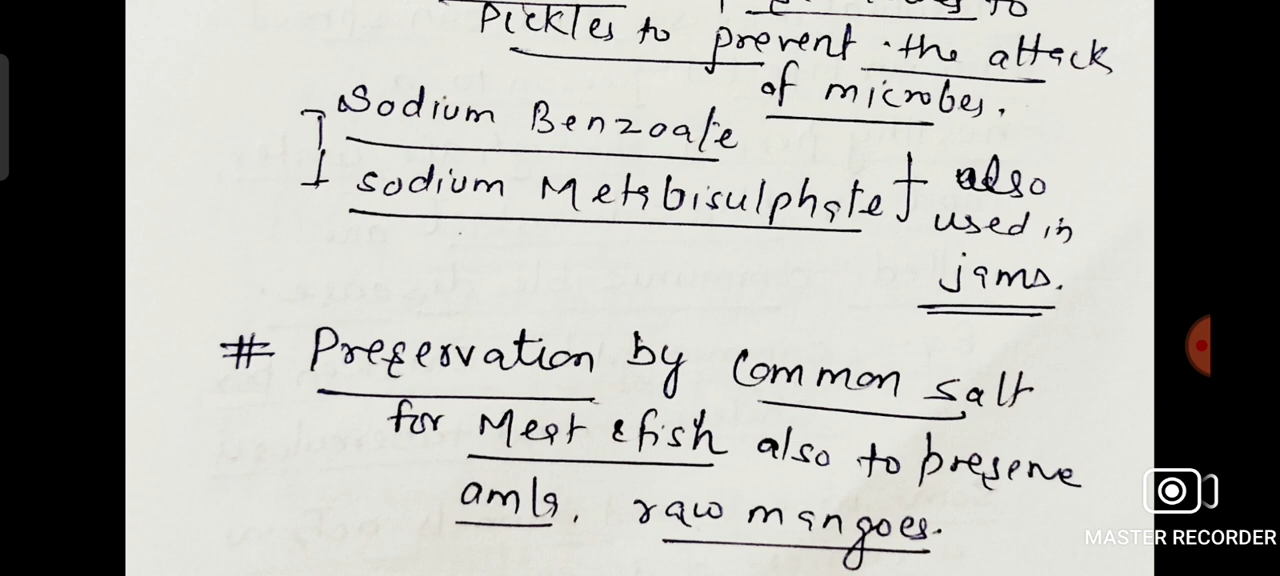 Pickles to prevent the attack
of microbes.
Sodium Benzoate
sodium Metabisulphate
also
used in
jams.
# Preservation by Common salt
for Meat & fish also to preserve
amla. raw mangoes.
MASTER RECORDER